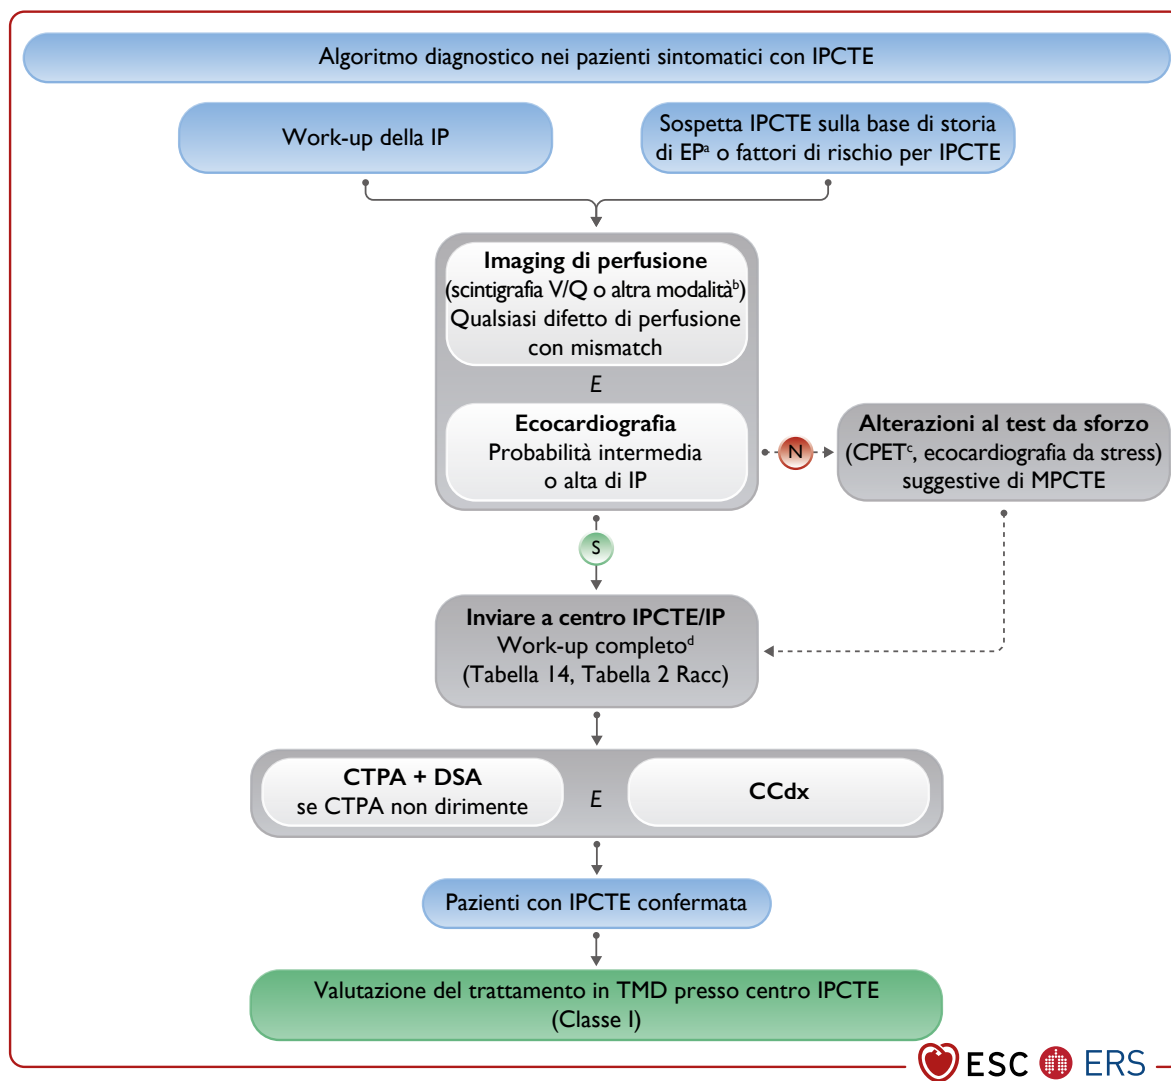 Algoritmo diagnostico nei pazienti sintomatici con IPCTE
Work-up della IP
Sospetta IPCTE sulla base di storia
di EPᵃ o fattori di rischio per IPCTE
Imaging di perfusione
(scintigrafia V/Q o altra modalitàᵇ)
Qualsiasi difetto di perfusione
con mismatch
E
Ecocardiografia
Probabilità intermedia
o alta di IP
N
Alterazioni al test da sforzo
(CPETᶜ, ecocardiografia da stress)
suggestive di MPCTE
S
Inviare a centro IPCTE/IP
Work-up completoᵈ
(Tabella 14, Tabella 2 Racc)
CTPA + DSA
se CTPA non dirimente
E
CCdx
Pazienti con IPCTE confermata
Valutazione del trattamento in TMD presso centro IPCTE
(Classe I)
ESC ERS